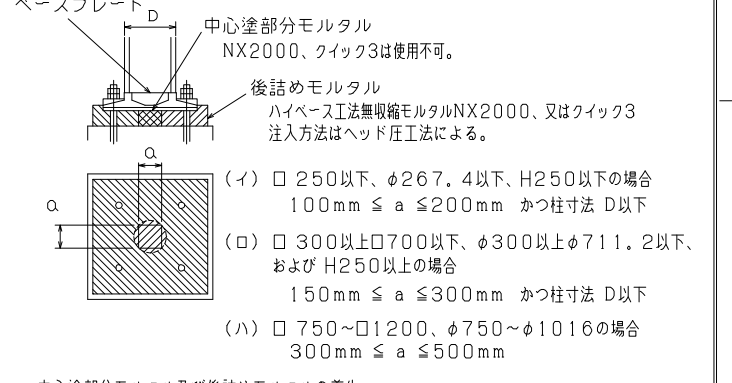 ベースプレート
D
中心塗部分モルタル
NX2000、クイック3は使用不可。
後詰めモルタル
ハイベース工法無収縮モルタルNX2000、又はクイック3
注入方法はヘッド圧工法による。
a
a
(イ) □ 250以下、φ267。4以下、H250以下の場合
100mm ≦ a ≦200mm かつ柱寸法 D以下
(ロ) □ 300以上□700以下、φ300以上φ711。2以下、
および H250以上の場合
150mm ≦ a ≦300mm かつ柱寸法 D以下
(ハ) □ 750～□1200、φ750～φ1016の場合
300mm ≦ a ≦500mm